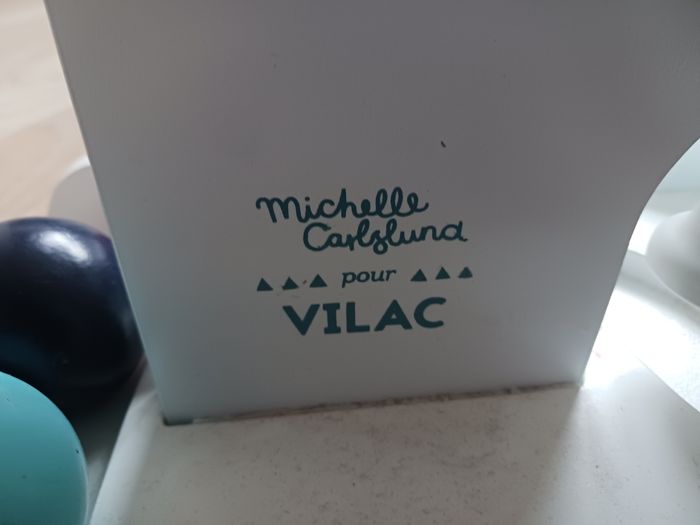 Michelle
Carlslund
▲▲▲ pour ▲▲▲
VILAC